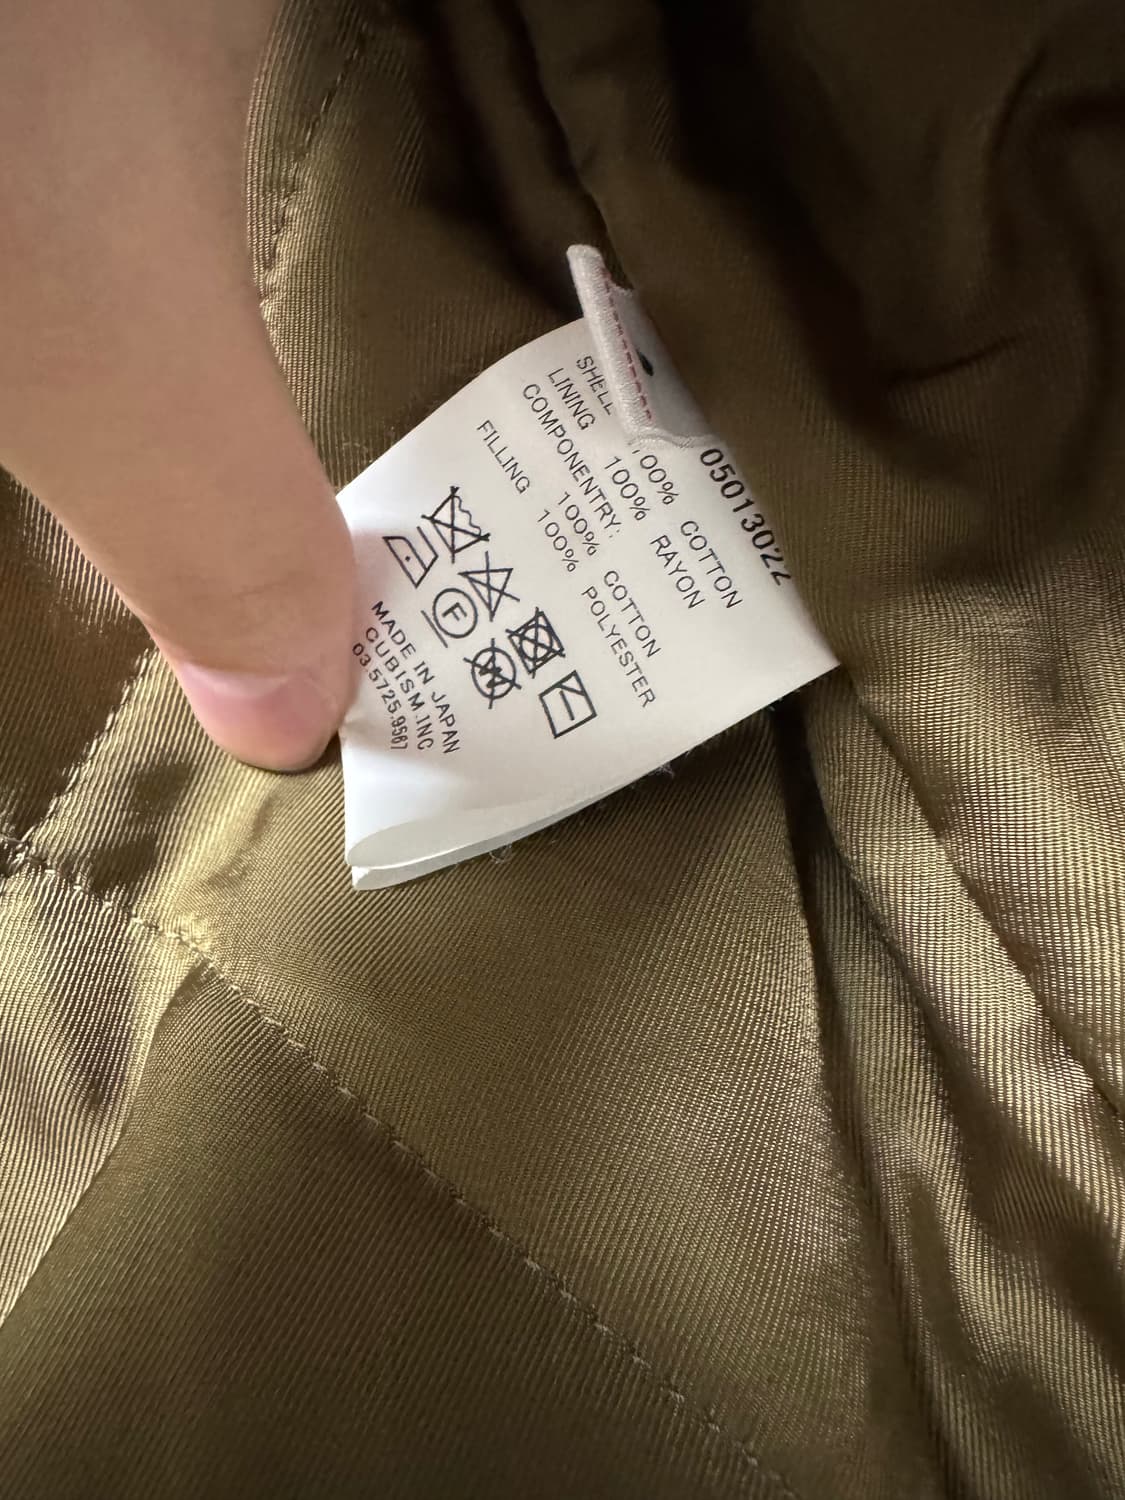 05013022
SHELL 100% COTTON
LINING 100% RAYON
COMPONENTRY:
100% COTTON
FILLING 100% POLYESTER
F
W
MADE IN JAPAN
CUBISM.INC
03.5725.9567